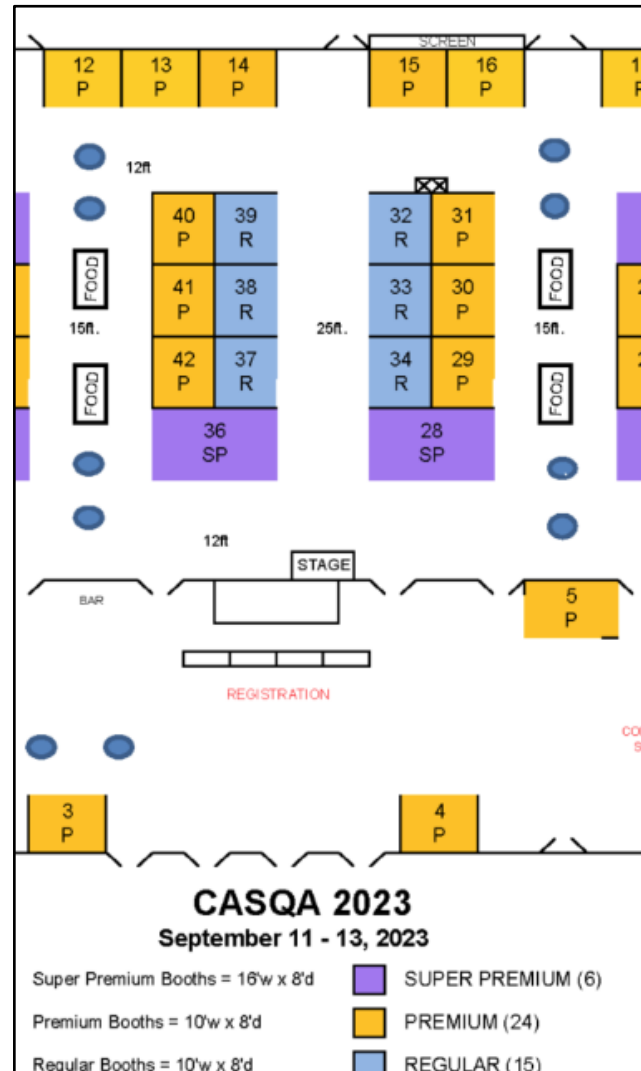 SCREEN
12 13 14 15 16
P P P P P
12ft
40 39 32 31
P R R P
FOOD FOOD
41 38 33 30
P R R P
15ft. 25ft. 15ft.
42 37 34 29
P R R P
FOOD FOOD
36 28
SP SP
12ft
STAGE
BAR
5
P
REGISTRATION
3 4
P P
CASQA 2023
September 11 - 13, 2023
Super Premium Booths = 16'w x 8'd SUPER PREMIUM (6)
Premium Booths = 10'w x 8'd PREMIUM (24)
Regular Booths = 10'w x 8'd REGULAR (15)